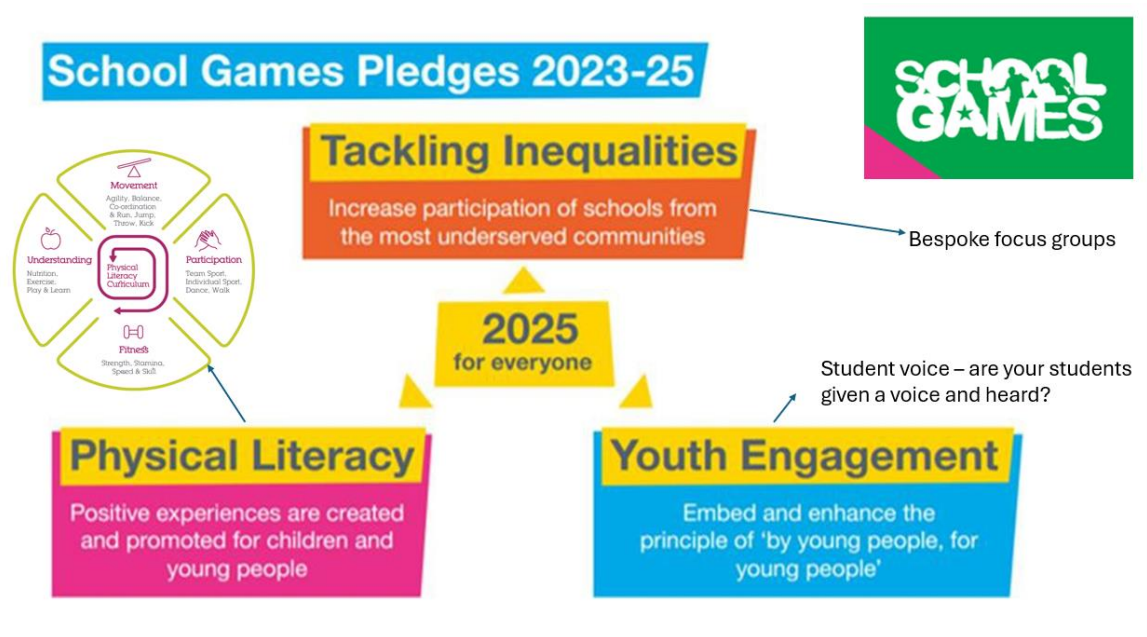 School Games Pledges 2023-25
SCHOOL
GAMES
Tackling Inequalities
Increase participation of schools from
the most underserved communities
Bespoke focus groups
Movement
Agility, Balance,
Co-ordination
& Run, Jump,
Throw, Kick
Understanding
Nutrition,
Exercise,
Play & Learn
Physical
Literacy
Curriculum
Participation
Team Sport,
Individual Sport,
Dance, Walk
Fitness
Strength, Stamina,
Speed & Skill
2025
for everyone
Student voice – are your students
given a voice and heard?
Physical Literacy
Positive experiences are created
and promoted for children and
young people
Youth Engagement
Embed and enhance the
principle of ‘by young people, for
young people’